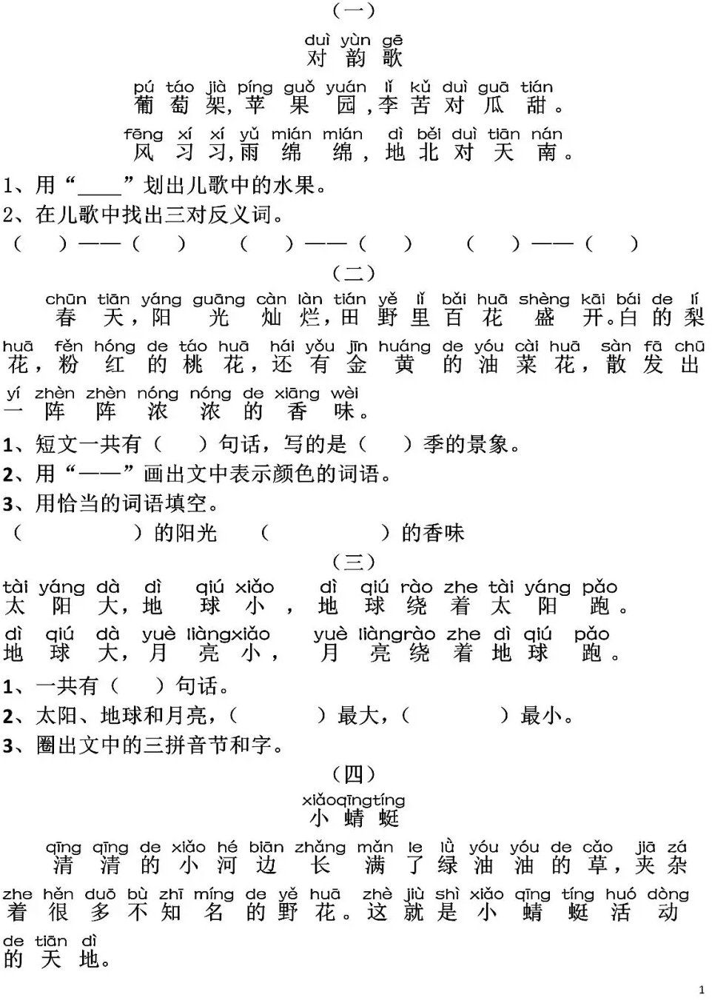 （一）
duì yùn gē
对 韵 歌
pú táo jià píng guǒ yuán lǐ kǔ duì guā tián
葡 萄 架, 苹 果 园 ,李 苦 对 瓜 甜 。
fēng xí xí yǔ mián mián dì běi duì tiān nán
风 习 习,雨 绵 绵 , 地 北 对 天 南 。
1、用“____”划出儿歌中的水果。
2、在儿歌中找出三对反义词。
（ ）——（ ） （ ）——（ ） （ ）——（ ）
（二）
chūn tiān yáng guāng càn làn tián yě lǐ bǎi huā shèng kāi bái de lí
春 天 ,阳 光 灿 烂 ,田 野 里 百 花 盛 开。白 的 梨
huā fěn hóng de táo huā hái yǒu jīn huáng de yóu cài huā sàn fā chū
花 , 粉 红 的 桃 花 ,还 有 金 黄 的 油 菜 花 , 散 发 出
yí zhèn zhèn nóng nóng de xiāng wèi
一 阵 阵 浓 浓 的 香 味 。
1、短文一共有（ ）句话，写的是（ ）季的景象。
2、用“——”画出文中表示颜色的词语。
3、用恰当的词语填空。
（ ）的阳光 （ ）的香味
（三）
tài yáng dà dì qiú xiǎo dì qiú rào zhe tài yáng pǎo
太 阳 大, 地 球 小 , 地 球 绕 着 太 阳 跑 。
dì qiú dà yuè liàngxiǎo yuè liàngrào zhe dì qiú pǎo
地 球 大, 月 亮 小 , 月 亮 绕 着 地 球 跑 。
1、一共有（ ）句话。
2、太阳、地球和月亮，（ ）最大，（ ）最小。
3、圈出文中的三拼音节和字。
（四）
xiǎoqīngtíng
小 蜻 蜓
qīng qīng de xiǎo hé biān zhǎng mǎn le lǜ yóu yóu de cǎo jiā zá
清 清 的 小 河 边 长 满 了 绿 油 油 的 草 , 夹 杂
zhe hěn duō bù zhī míng de yě huā zhè jiù shì xiǎo qīng tíng huó dòng
着 很 多 不 知 名 的 野 花 。这 就 是 小 蜻 蜓 活 动
de tiān dì
的 天 地。
1